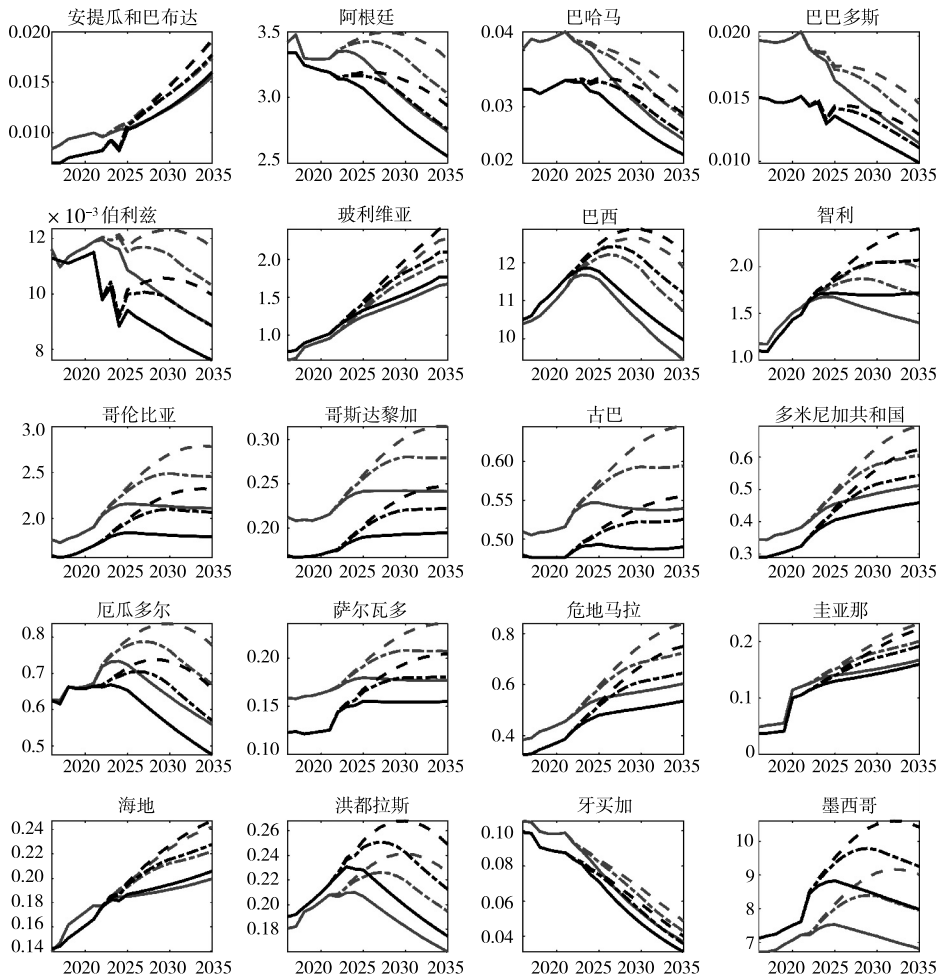 安提瓜和巴布达 阿根廷 巴哈马 巴巴多斯
0.020 3.5 0.04 0.020
0.015 3.0 0.03 0.015
0.010 2.5 0.02 0.010
2020 2025 2030 2035 2020 2025 2030 2035 2020 2025 2030 2035 2020 2025 2030 2035
× 10⁻³ 伯利兹 玻利维亚 巴西 智利
12 2.0 12 2.0
10 1.5 11 1.5
8 1.0 10 1.0
2020 2025 2030 2035 2020 2025 2030 2035 2020 2025 2030 2035 2020 2025 2030 2035
哥伦比亚 哥斯达黎加 古巴 多米尼加共和国
3.0 0.30 0.60 0.6
2.5 0.20 0.55 0.5
2.0 0.50 0.4
0.3
2020 2025 2030 2035 2020 2025 2030 2035 2020 2025 2030 2035 2020 2025 2030 2035
厄瓜多尔 萨尔瓦多 危地马拉 圭亚那
0.8 0.20 0.8 0.2
0.7 0.15 0.6 0.1
0.6 0.10 0.4 0
0.5
2020 2025 2030 2035 2020 2025 2030 2035 2020 2025 2030 2035 2020 2025 2030 2035
海地 洪都拉斯 牙买加 墨西哥
0.24 0.26 0.10 10
0.22 0.24 0.08 9
0.20 0.22 0.06 8
0.18 0.20 0.04 7
0.16 0.18
0.14
2020 2025 2030 2035 2020 2025 2030 2035 2020 2025 2030 2035 2020 2025 2030 2035